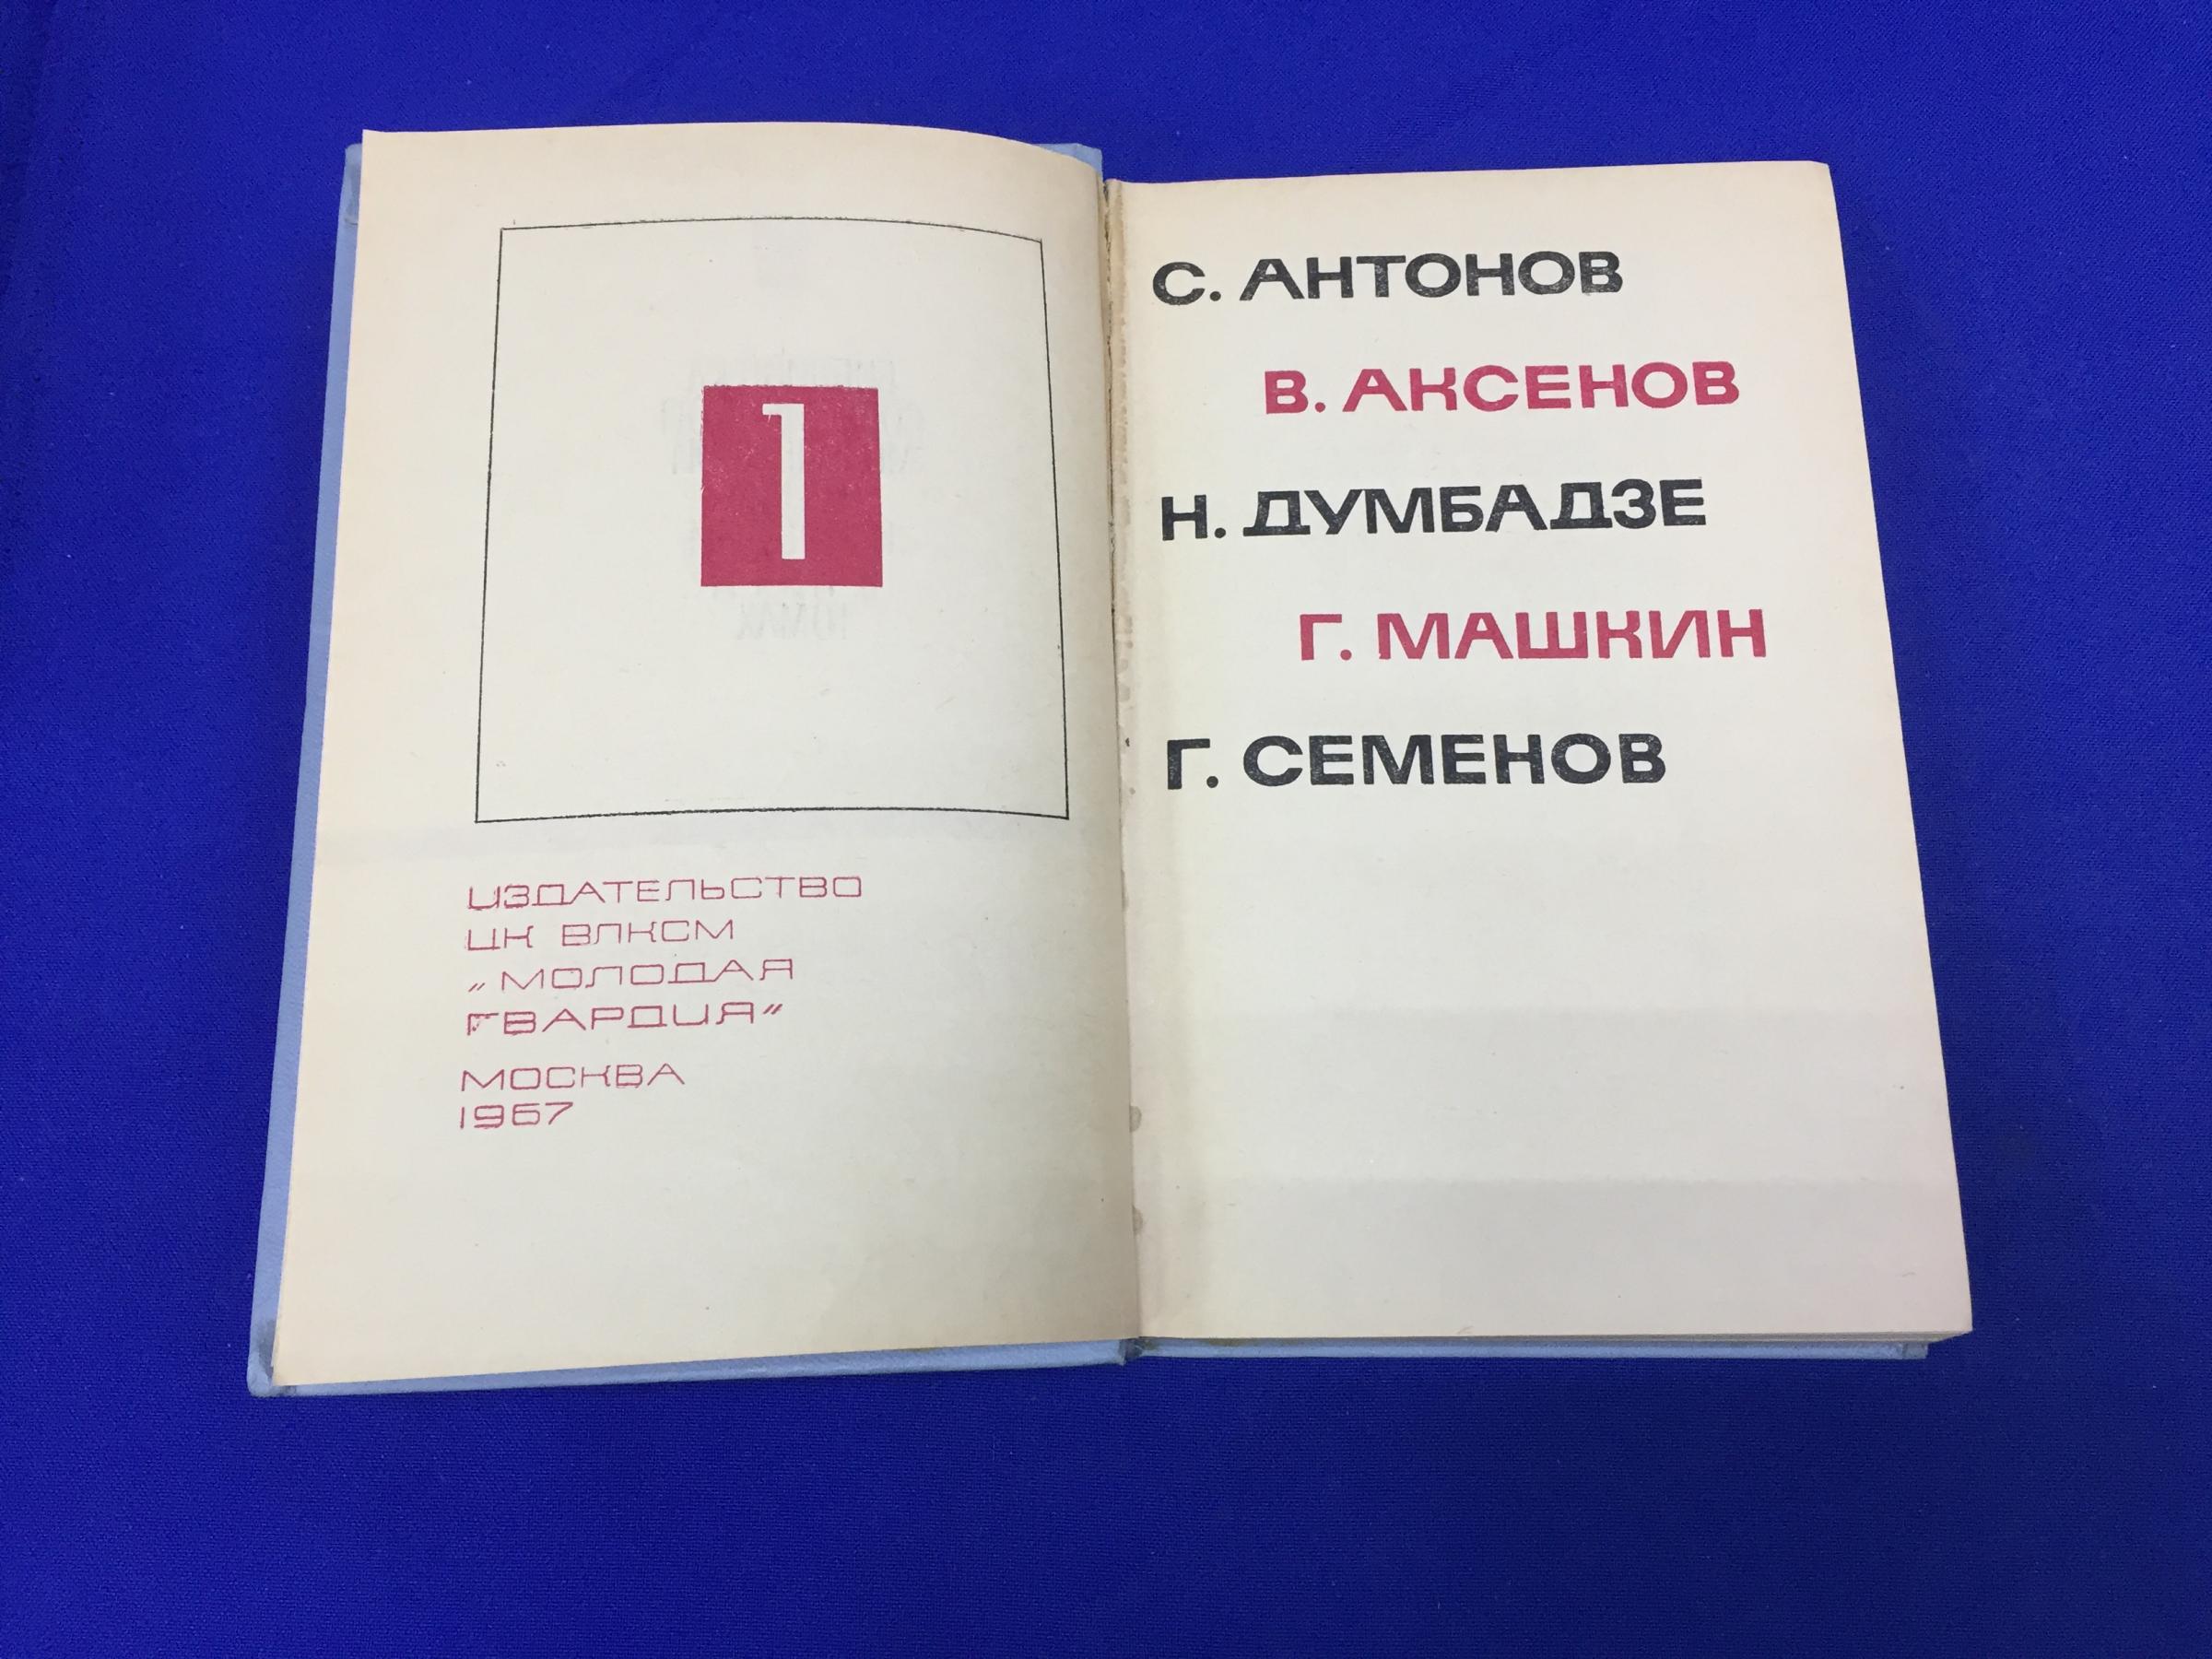 1
ИЗДАТЕЛЬСТВО
ЦК ВЛКСМ
„МОЛОДАЯ
ГВАРДИЯ“
МОСКВА
1967
С. АНТОНОВ
В. АКСЕНОВ
Н. ДУМБАДЗЕ
Г. МАШКИН
Г. СЕМЕНОВ